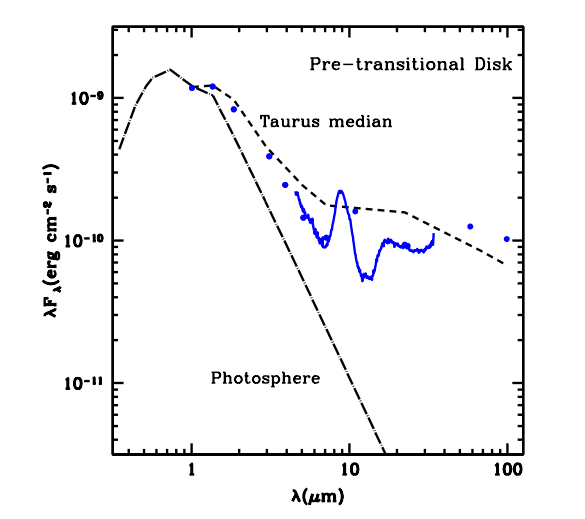 Pre-transitional Disk
10⁻⁹
Taurus median
λF_λ(erg cm⁻² s⁻¹)
10⁻¹⁰
Photosphere
10⁻¹¹
1 10 100
λ(μm)